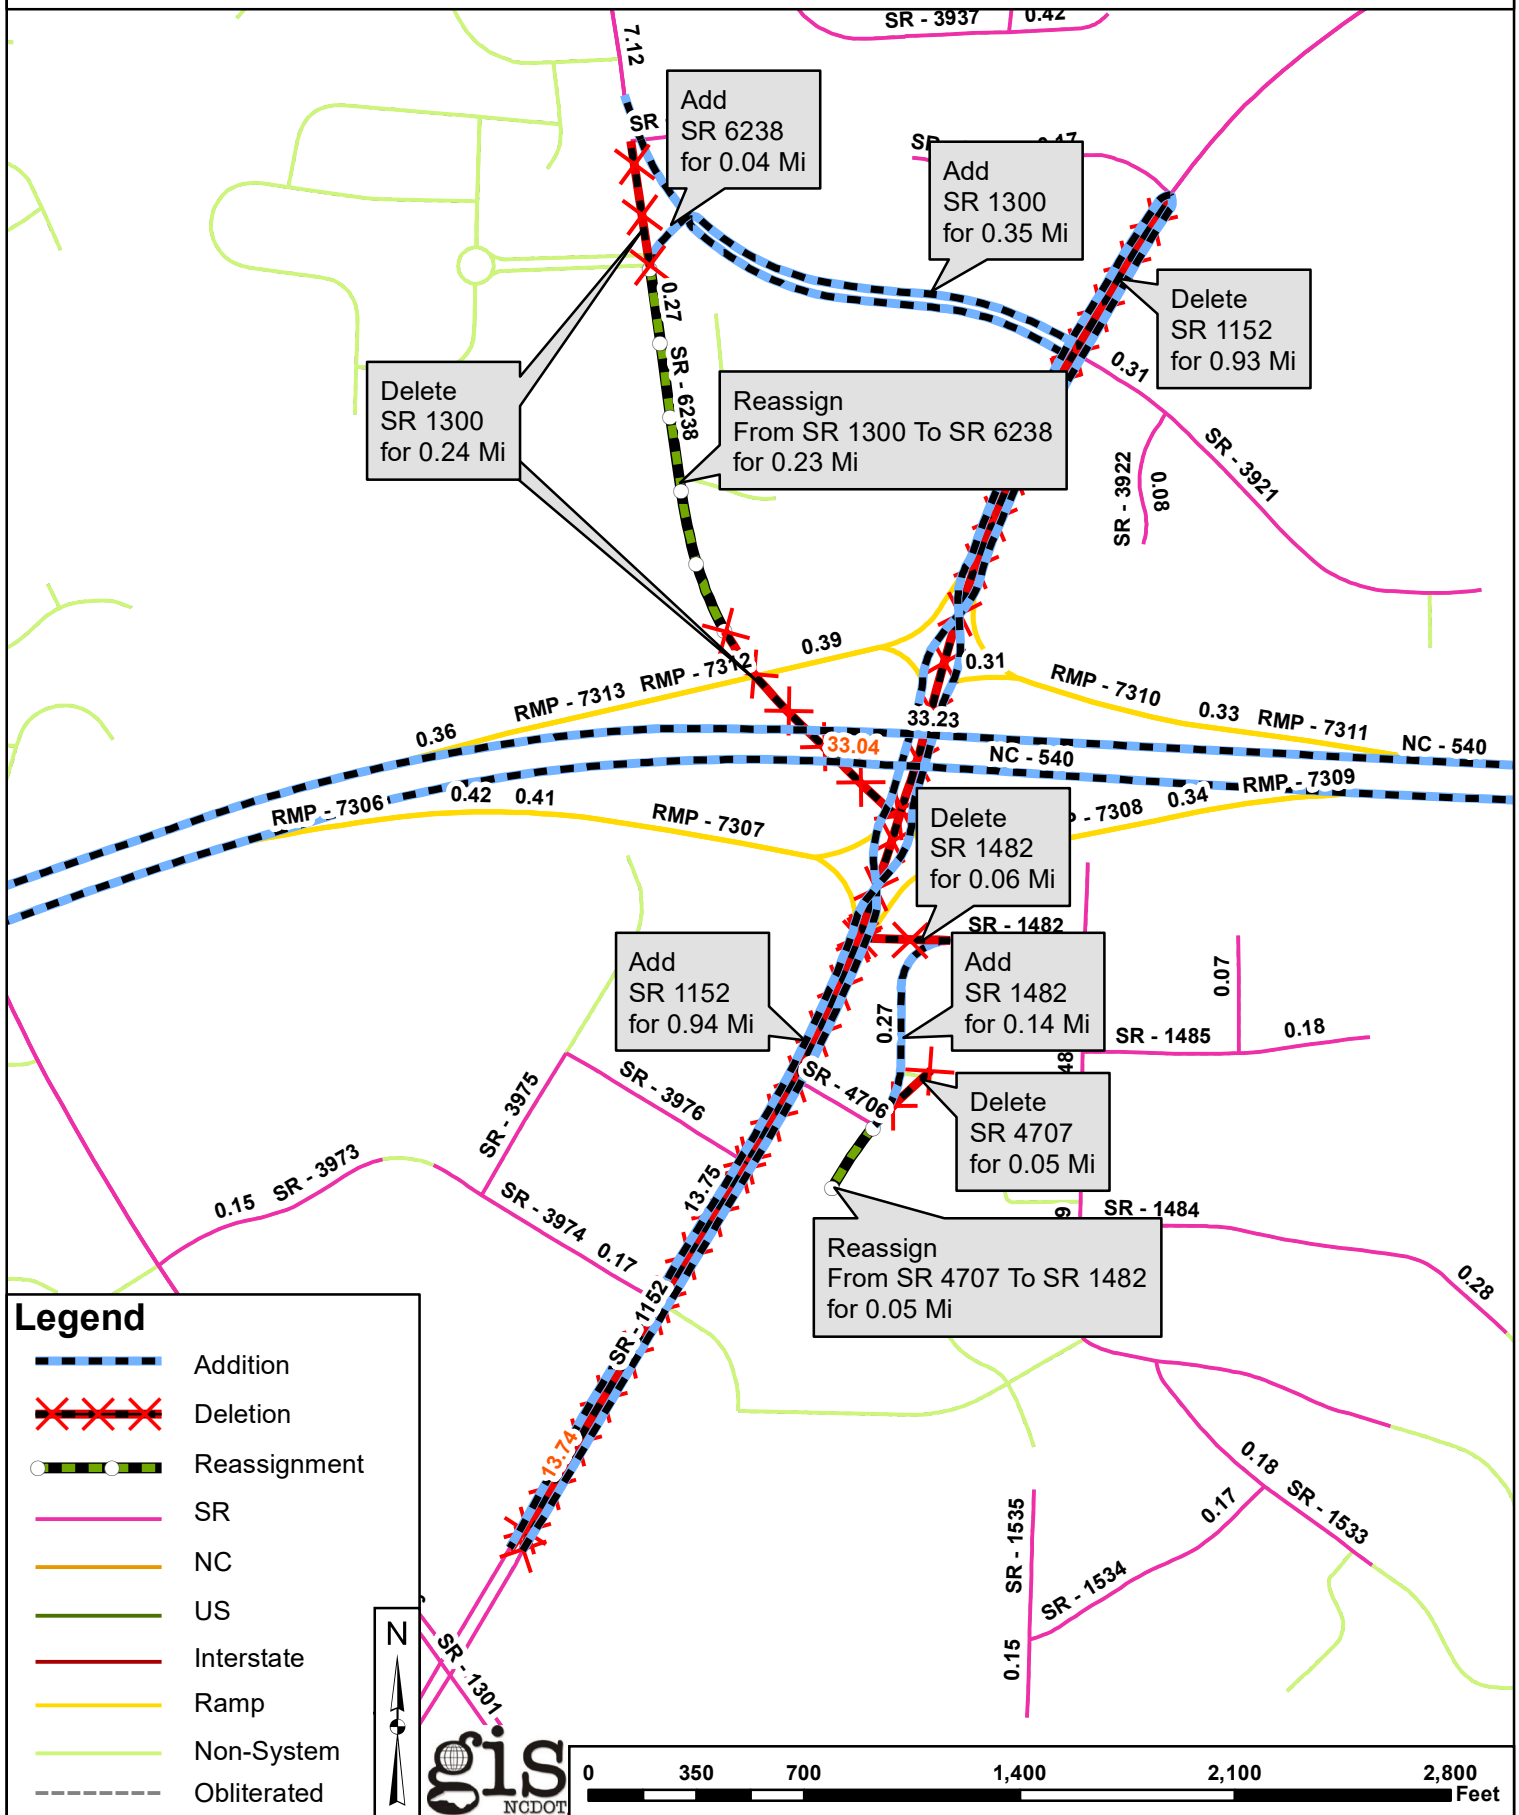 SR - 3937
0.42
7.12
SR
Add
SR 6238
for 0.04 Mi
Add
SR 1300
for 0.35 Mi
Delete
SR 1152
for 0.93 Mi
0.27
SR - 6238
0.31
Delete
SR 1300
for 0.24 Mi
Reassign
From SR 1300 To SR 6238
for 0.23 Mi
SR - 3921
SR - 3922
0.08
0.39
RMP - 7312
RMP - 7313
0.36
0.31
RMP - 7310
0.33
RMP - 7311
33.23
33.04
NC - 540
NC - 540
RMP - 7309
0.34
RMP - 7306
0.42
0.41
RMP - 7307
7308
Delete
SR 1482
for 0.06 Mi
SR - 1482
Add
SR 1152
for 0.94 Mi
Add
SR 1482
for 0.14 Mi
0.27
0.07
SR - 1485
0.18
48
SR - 4706
SR - 3976
SR - 3975
Delete
SR 4707
for 0.05 Mi
SR - 3973
0.15
13.75
SR - 3974
0.17
9
SR - 1484
0.28
Reassign
From SR 4707 To SR 1482
for 0.05 Mi
SR - 1152
13.74
0.18
SR - 1533
0.17
SR - 1534
SR - 1535
0.15
SR - 1301
Legend
Addition
Deletion
Reassignment
SR
NC
US
Interstate
Ramp
Non-System
Obliterated
N
gis
NCDOT
0 350 700 1,400 2,100 2,800
Feet